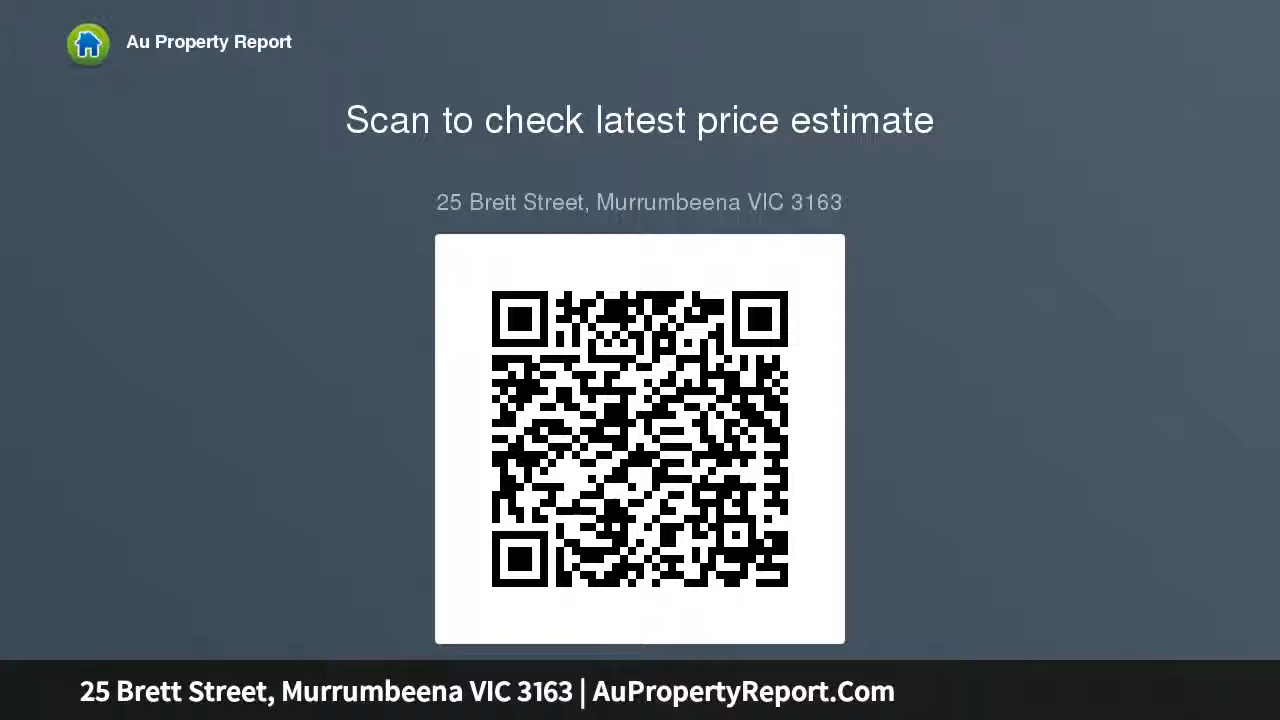 Au Property Report
Scan to check latest price estimate
25 Brett Street, Murrumbeena VIC 3163
25 Brett Street, Murrumbeena VIC 3163 | AuPropertyReport.Com